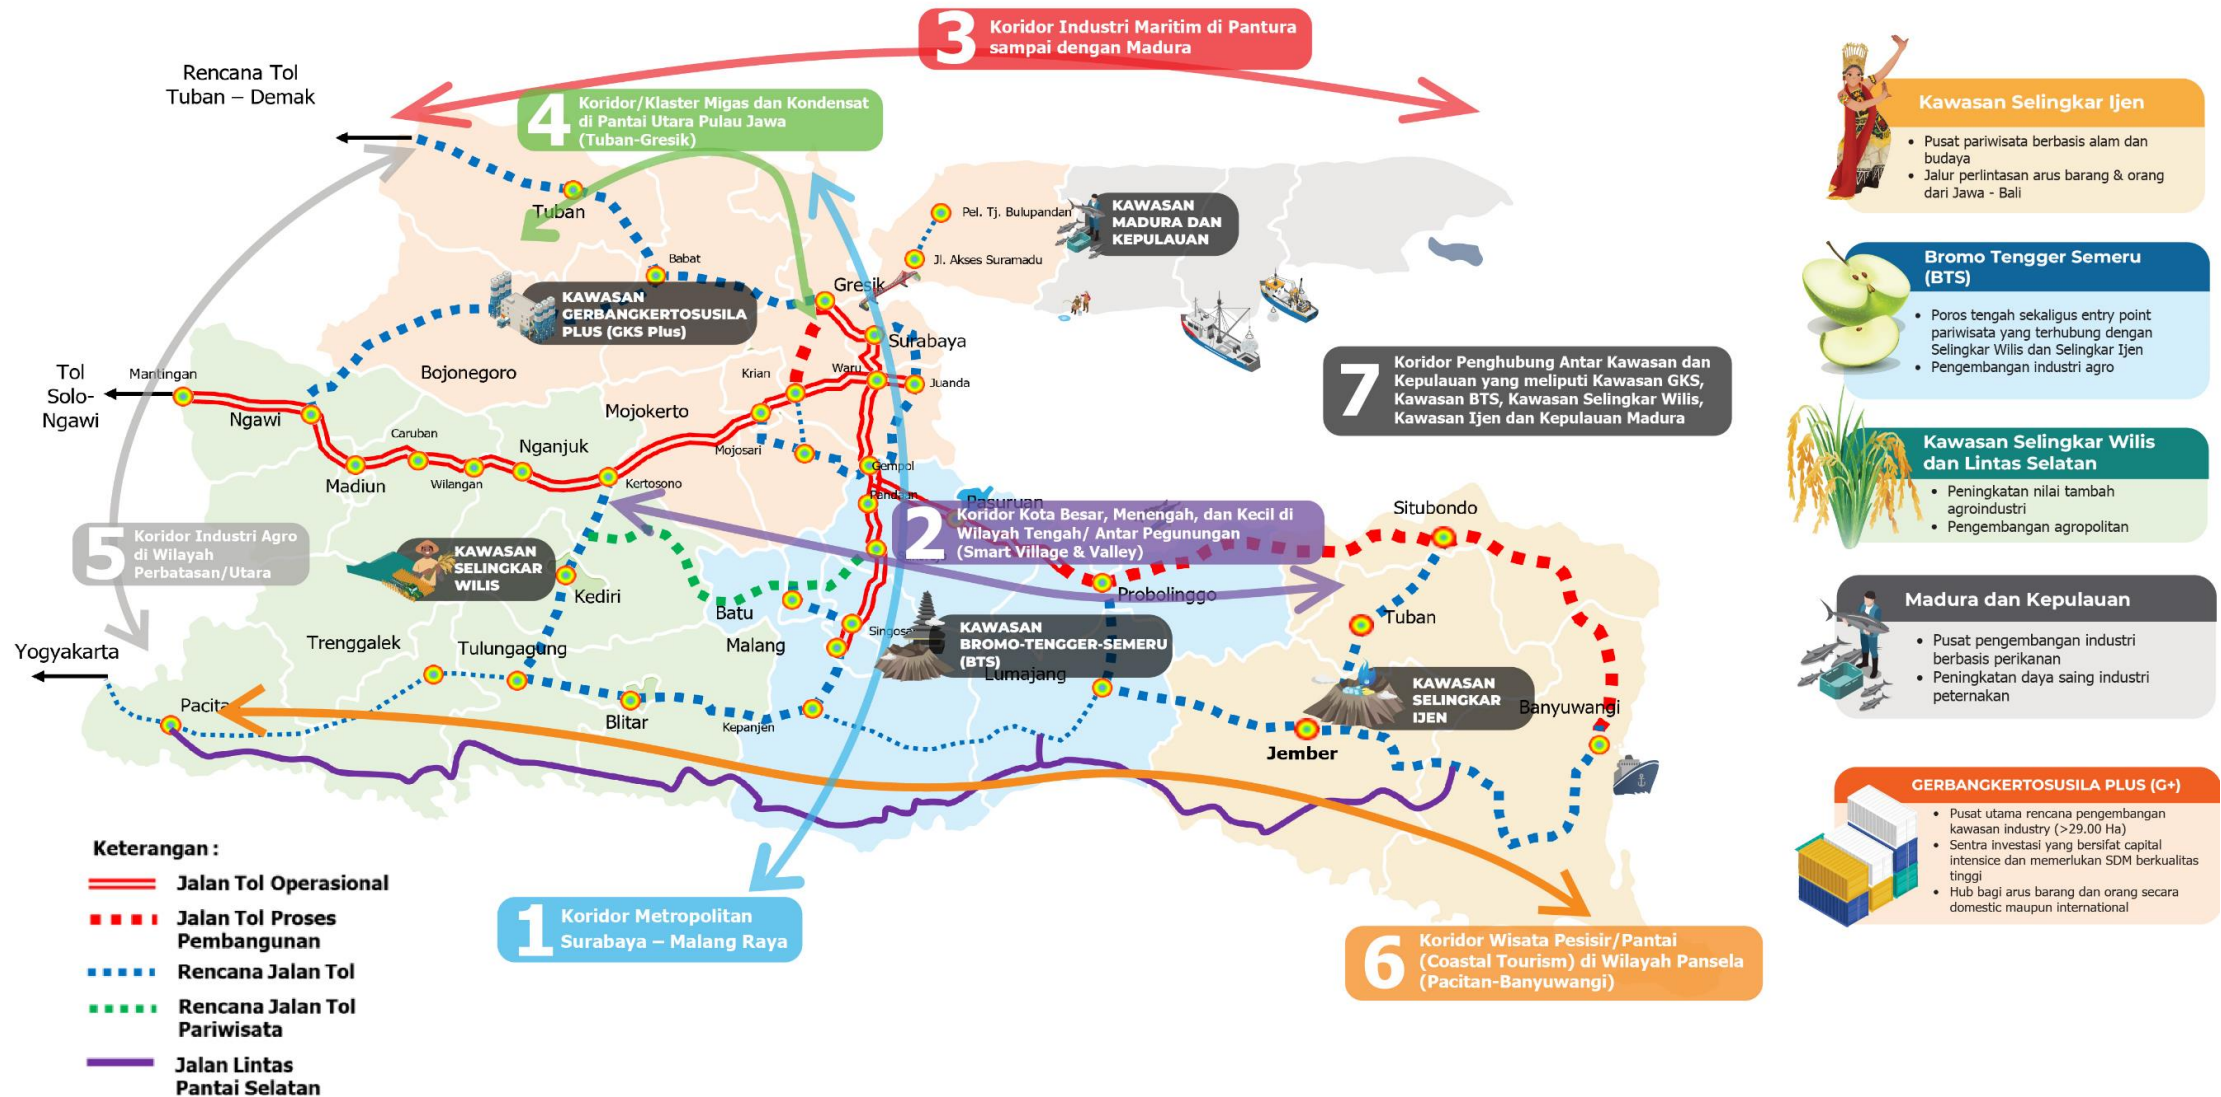 3
Koridor Industri Maritim di Pantura
sampai dengan Madura
Rencana Tol
Tuban – Demak
4
Koridor/Klaster Migas dan Kondensat
di Pantai Utara Pulau Jawa
(Tuban-Gresik)
Tuban
Babat
Pel. Tj. Bulupandan
Jl. Akses Suramadu
KAWASAN
MADURA DAN
KEPULAUAN
KAWASAN
GERBANGKERTOSUSILA
PLUS (GKS Plus)
Gresik
Surabaya
Waru
Juanda
Krian
Bojonegoro
Mojokerto
Mojosari
Tol
Solo-
Ngawi
Mantingan
Ngawi
Caruban
Madiun
Wilangan
Nganjuk
Kertosono
Gempol
Pandaan
Pasuruan
7
Koridor Penghubung Antar Kawasan dan
Kepulauan yang meliputi Kawasan GKS,
Kawasan BTS, Kawasan Selingkar Wilis,
Kawasan Ijen dan Kepulauan Madura
5
Koridor Industri Agro
di Wilayah
Perbatasan/Utara
2
Koridor Kota Besar, Menengah, dan Kecil di
Wilayah Tengah/ Antar Pegunungan
(Smart Village & Valley)
Situbondo
KAWASAN
SELINGKAR
WILIS
Kediri
Batu
Malang
Singosa
Probolinggo
Tuban
KAWASAN
BROMO-TENGGER-SEMERU
(BTS)
Lumajang
Trenggalek
Tulungagung
Yogyakarta
Pacita
Blitar
Kepanjen
KAWASAN
SELINGKAR
IJEN
Banyuwangi
Jember
Keterangan :
Jalan Tol Operasional
Jalan Tol Proses
Pembangunan
Rencana Jalan Tol
Rencana Jalan Tol
Pariwisata
Jalan Lintas
Pantai Selatan
1
Koridor Metropolitan
Surabaya – Malang Raya
6
Koridor Wisata Pesisir/Pantai
(Coastal Tourism) di Wilayah Pansela
(Pacitan-Banyuwangi)
Kawasan Selingkar Ijen
• Pusat pariwisata berbasis alam dan
budaya
• Jalur perlintasan arus barang & orang
dari Jawa - Bali
Bromo Tengger Semeru
(BTS)
• Poros tengah sekaligus entry point
pariwisata yang terhubung dengan
Selingkar Wilis dan Selingkar Ijen
• Pengembangan industri agro
Kawasan Selingkar Wilis
dan Lintas Selatan
• Peningkatan nilai tambah
agroindustri
• Pengembangan agropolitan
Madura dan Kepulauan
• Pusat pengembangan industri
berbasis perikanan
• Peningkatan daya saing industri
peternakan
GERBANGKERTOSUSILA PLUS (G+)
• Pusat utama rencana pengembangan
kawasan industry (>29.00 Ha)
• Sentra investasi yang bersifat capital
intensice dan memerlukan SDM berkualitas
tinggi
• Hub bagi arus barang dan orang secara
domestic maupun international